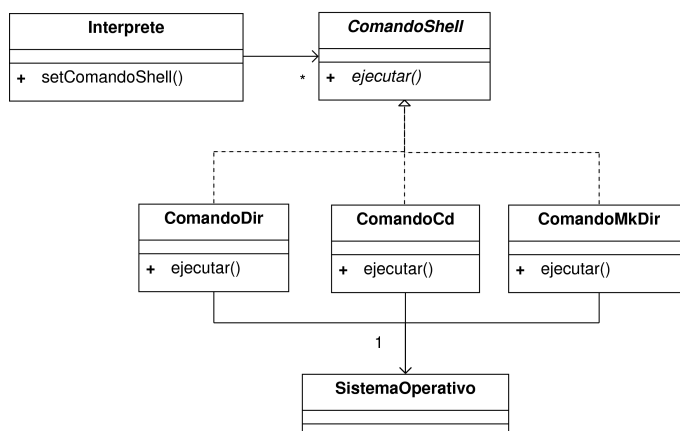 Interprete
+ setComandoShell()
ComandoShell
* + ejecutar()
ComandoDir
+ ejecutar()
ComandoCd
+ ejecutar()
ComandoMkDir
+ ejecutar()
1
SistemaOperativo